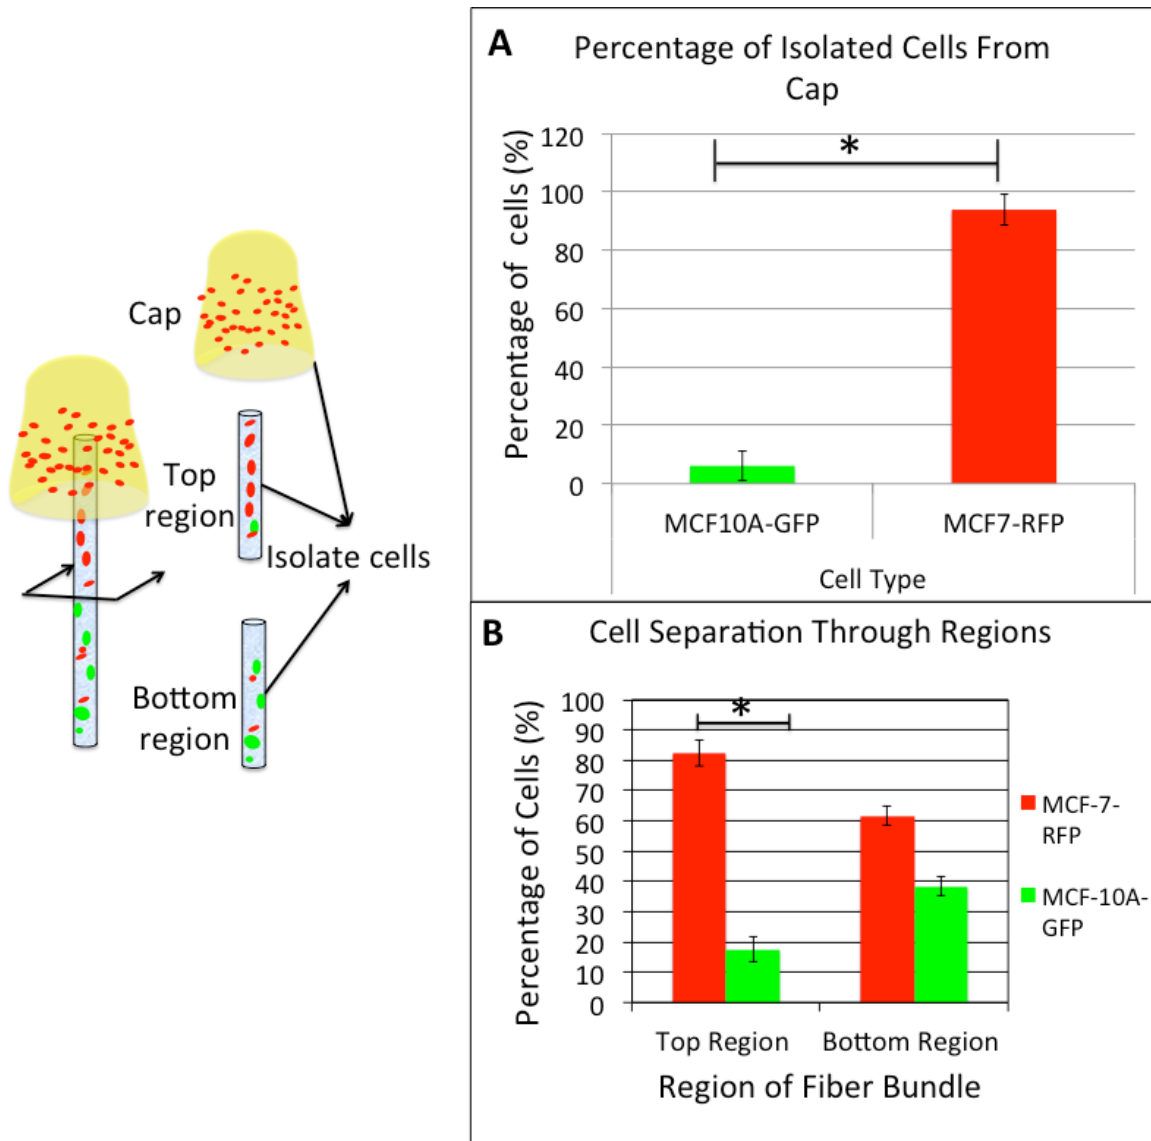 Cap
Top
region
Isolate cells
Bottom
region
A
Percentage of Isolated Cells From
Cap
Percentage of cells (%)
120
100
80
60
40
20
0
*
MCF10A-GFP
MCF7-RFP
Cell Type
B
Cell Separation Through Regions
Percentage of Cells (%)
100
90
80
70
60
50
40
30
20
10
0
*
Top Region
Bottom Region
Region of Fiber Bundle
MCF-7-
RFP
MCF-10A-
GFP